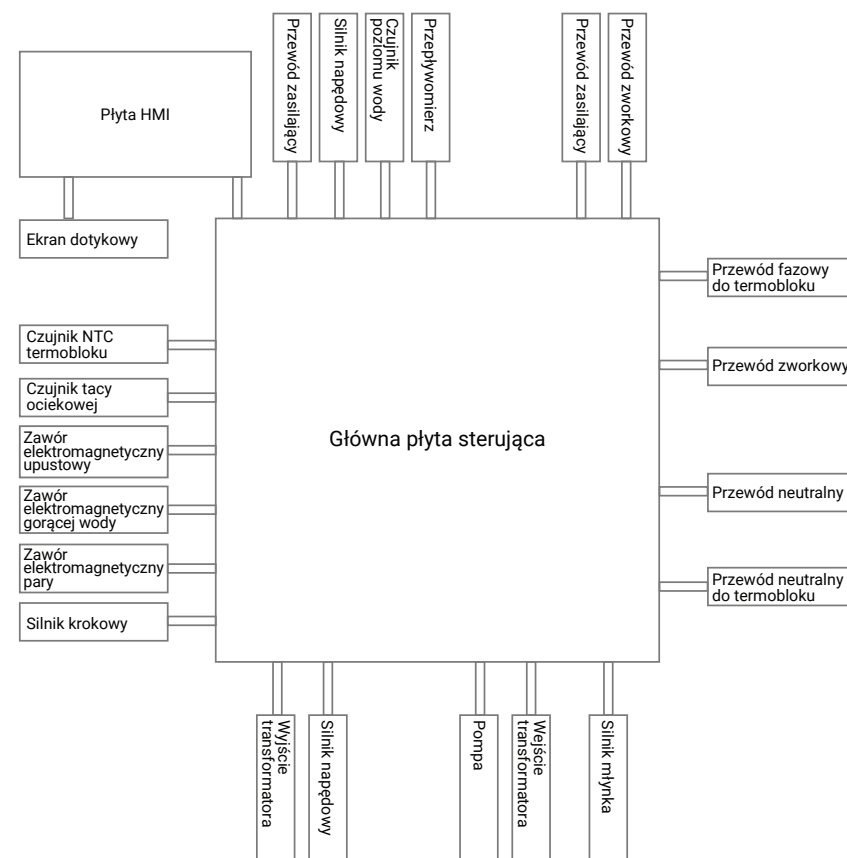 Płyta HMI
Przewód zasilający
Silnik napędowy
Czujnik
poziomu wody
Przepływomierz
Przewód zasilający
Przewód zworkowy
Ekran dotykowy
Czujnik NTC
termobloku
Czujnik tacy
ociekowej
Zawór
elektromagnetyczny
upustowy
Zawór
elektromagnetyczny
gorącej wody
Zawór
elektromagnetyczny
pary
Silnik krokowy
Główna płyta sterująca
Przewód fazowy
do termobloku
Przewód zworkowy
Przewód neutralny
Przewód neutralny
do termobloku
Wyjście
transformatora
Silnik napędowy
Pompa
Wejście
transformatora
Silnik młynka